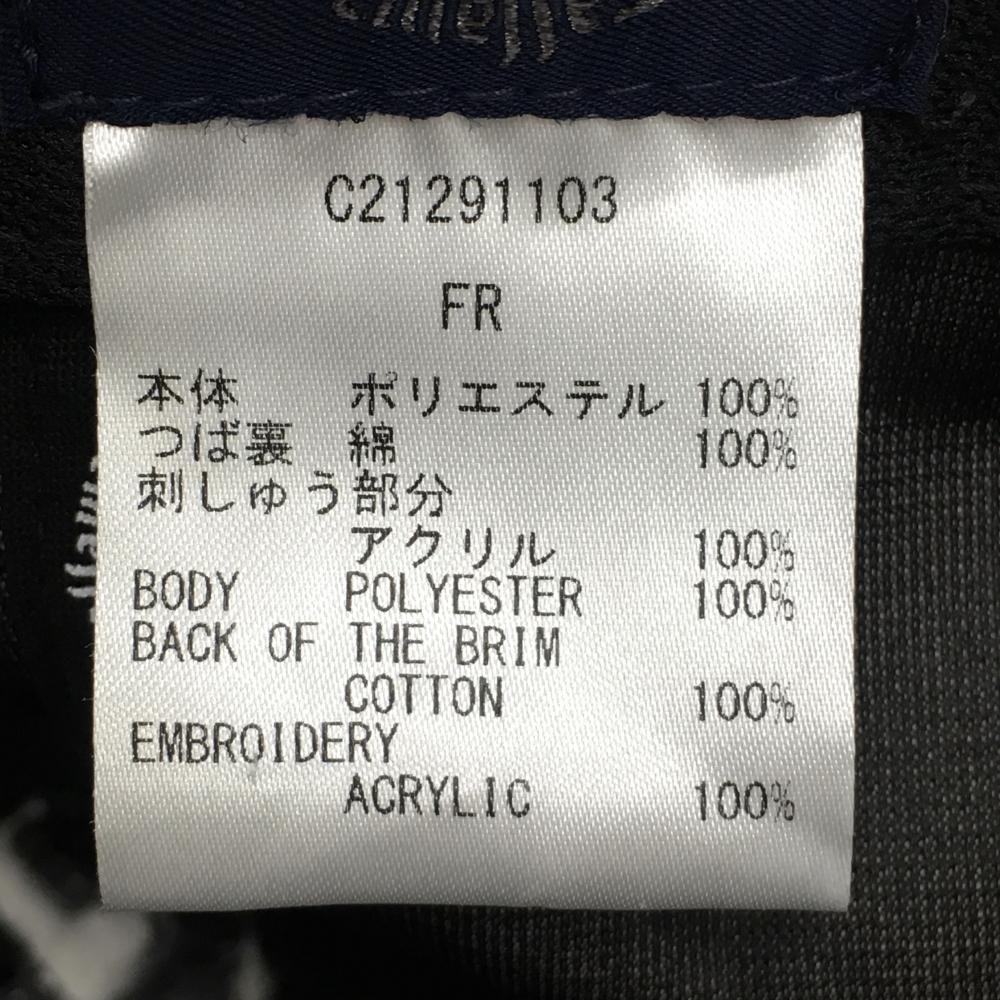 C21291103
FR
本体 ポリエステル 100%
つば裏 綿 100%
刺しゅう部分
アクリル 100%
BODY POLYESTER 100%
BACK OF THE BRIM
COTTON 100%
EMBROIDERY
ACRYLIC 100%